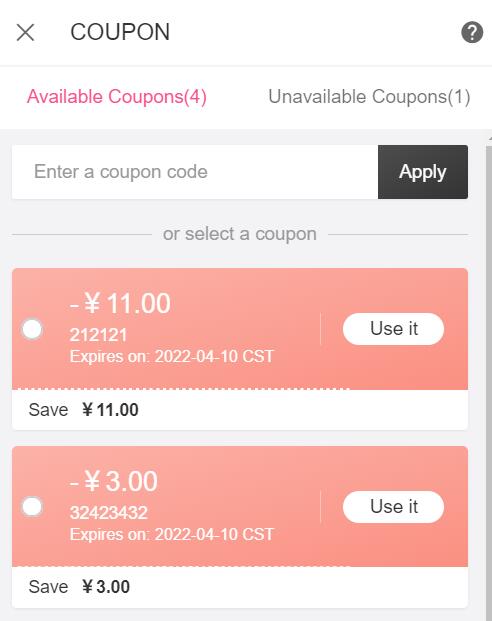 COUPON
Available Coupons(4) Unavailable Coupons(1)
Enter a coupon code Apply
or select a coupon
-¥11.00
212121
Expires on: 2022-04-10 CST
Use it
Save ¥11.00
-¥3.00
32423432
Expires on: 2022-04-10 CST
Use it
Save ¥3.00